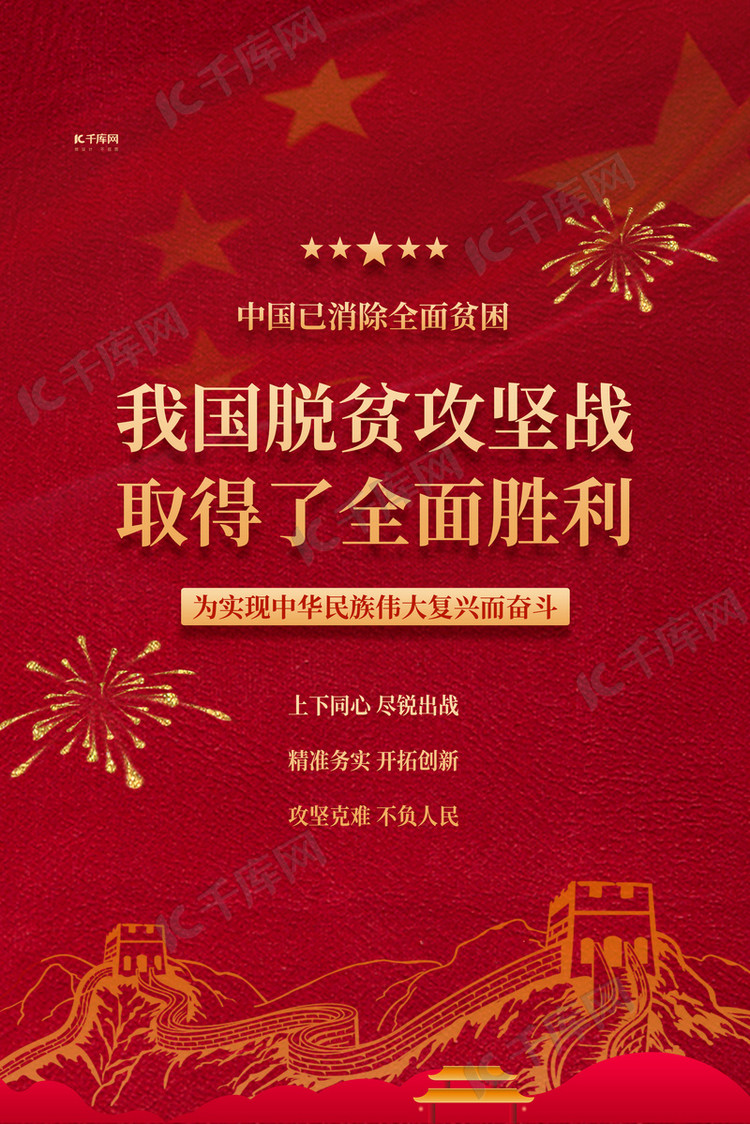 千库网
中国已消除全面贫困
我国脱贫攻坚战
取得了全面胜利
为实现中华民族伟大复兴而奋斗
上下同心 尽锐出战
精准务实 开拓创新
攻坚克难 不负人民